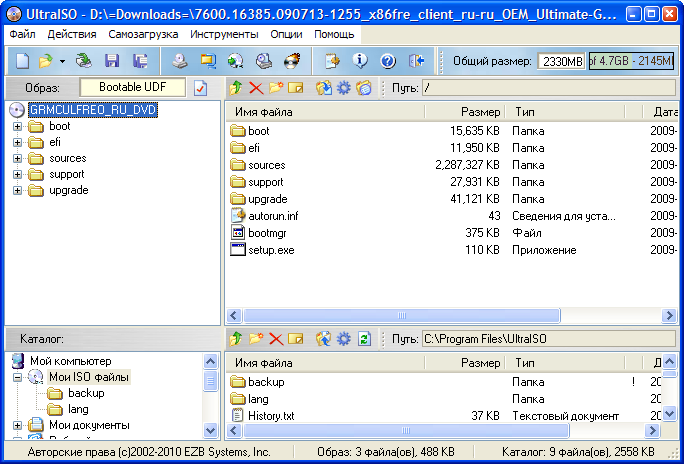 UltraISO - D:\=Downloads=\7600.16385.090713-1255_x86fre_client_ru-ru_OEM_Ultimate-G...
Файл Действия Самозагрузка Инструменты Опции Помощь
Общий размер: 2330MB of 4.7GB - 2145MB
Образ: Bootable UDF Путь: /
GRMCULFREO_RU_DVD
boot
efi
sources
support
upgrade
Имя файла Размер Тип Дата
boot 15,635 KB Папка 2009-
efi 11,950 KB Папка 2009-
sources 2,287,327 KB Папка 2009-
support 27,931 KB Папка 2009-
upgrade 41,121 KB Папка 2009-
autorun.inf 43 Сведения для уста... 2009-
bootmgr 375 KB Файл 2009-
setup.exe 110 KB Приложение 2009-
Каталог: Путь: C:\Program Files\UltraISO
Мой компьютер
Мои ISO файлы
backup
lang
Мои документы
Имя файла Размер Тип
backup Папка !
lang Папка
History.txt 37 KB Текстовый документ
Авторские права (c)2002-2010 EZB Systems, Inc. Образ: 3 файла(ов), 488 KB Каталог: 9 файла(ов), 2558 KB